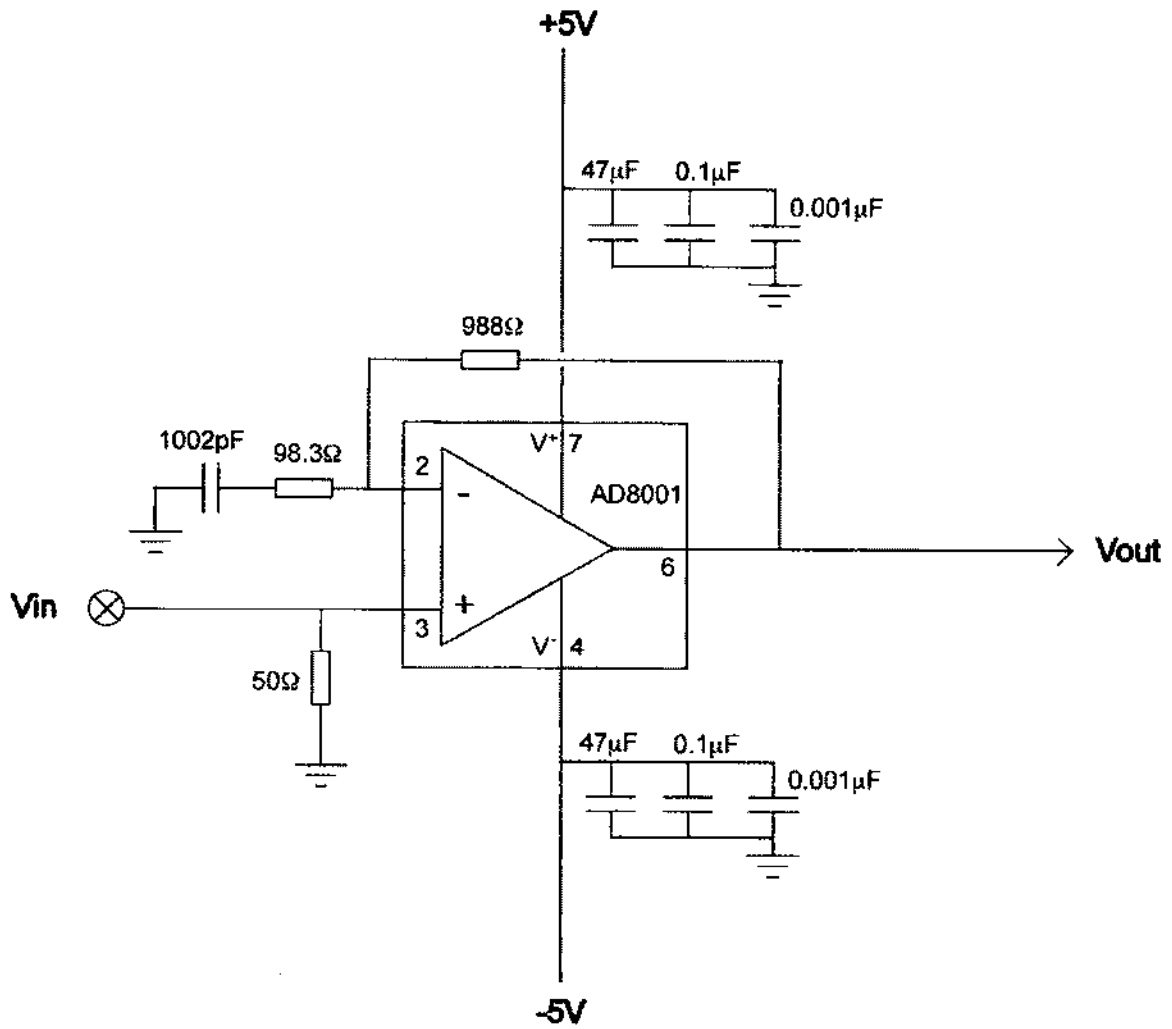 +5V
47µF
0.1µF
0.001µF
988Ω
1002pF
98.3Ω
V+ 7
2
-
AD8001
6
Vout
Vin
+
3
V- 4
50Ω
47µF
0.1µF
0.001µF
-5V